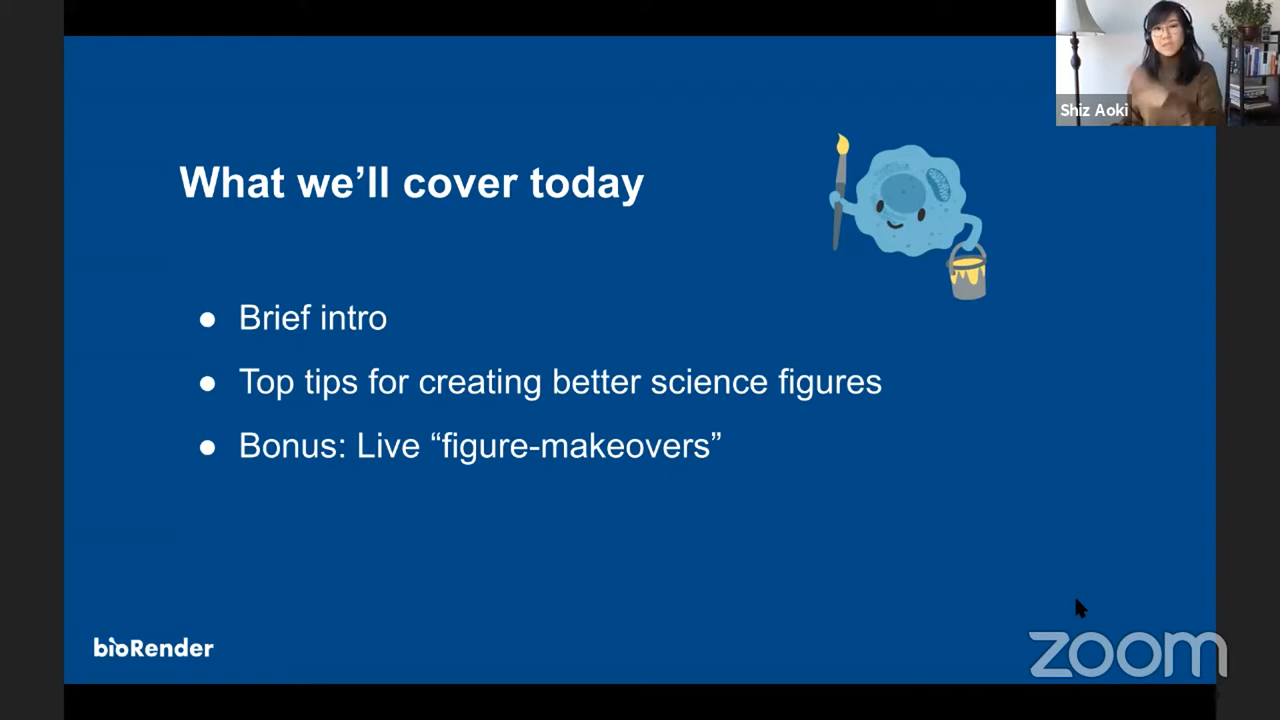 Shiz Aoki
What we’ll cover today
● Brief intro
● Top tips for creating better science figures
● Bonus: Live “figure-makeovers”
bioRender
zoom